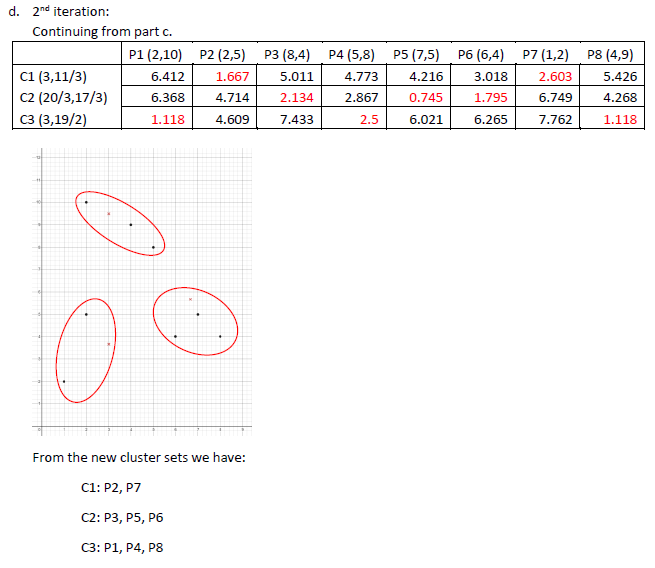 d. 2nd iteration:
Continuing from part c.
P1 (2,10) P2 (2,5) P3 (8,4) P4 (5,8) P5 (7,5) P6 (6,4) P7 (1,2) P8 (4,9)
C1 (3,11/3) 6.412 1.667 5.011 4.773 4.216 3.018 2.603 5.426
C2 (20/3,17/3) 6.368 4.714 2.134 2.867 0.745 1.795 6.749 4.268
C3 (3,19/2) 1.118 4.609 7.433 2.5 6.021 6.265 7.762 1.118
From the new cluster sets we have:
C1: P2, P7
C2: P3, P5, P6
C3: P1, P4, P8